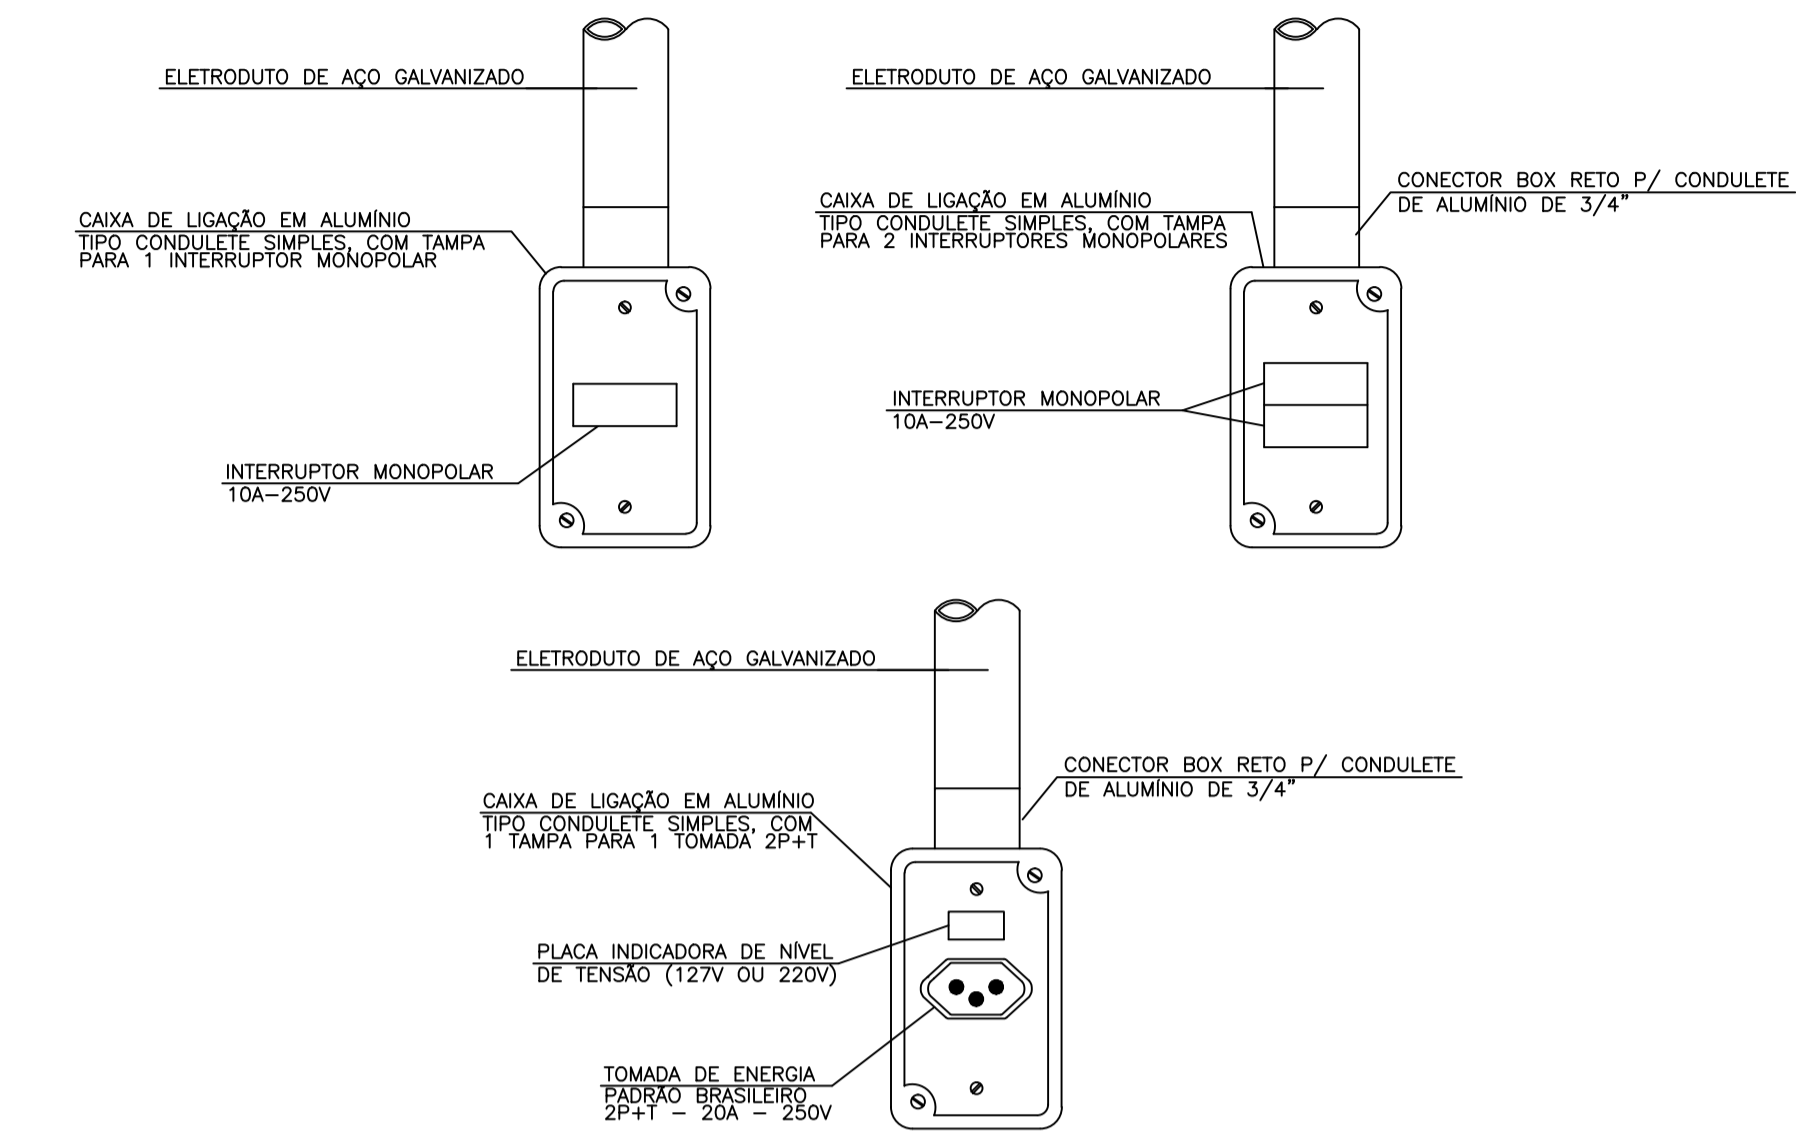 ELETRODUTO DE AÇO GALVANIZADO
CAIXA DE LIGAÇÃO EM ALUMÍNIO
TIPO CONDULETE SIMPLES, COM TAMPA
PARA 1 INTERRUPTOR MONOPOLAR
INTERRUPTOR MONOPOLAR
10A-250V
ELETRODUTO DE AÇO GALVANIZADO
CONECTOR BOX RETO P/ CONDULETE
DE ALUMÍNIO DE 3/4"
CAIXA DE LIGAÇÃO EM ALUMÍNIO
TIPO CONDULETE SIMPLES, COM TAMPA
PARA 2 INTERRUPTORES MONOPOLARES
INTERRUPTOR MONOPOLAR
10A-250V
ELETRODUTO DE AÇO GALVANIZADO
CONECTOR BOX RETO P/ CONDULETE
DE ALUMÍNIO DE 3/4"
CAIXA DE LIGAÇÃO EM ALUMÍNIO
TIPO CONDULETE SIMPLES, COM
1 TAMPA PARA 1 TOMADA 2P+T
PLACA INDICADORA DE NÍVEL
DE TENSÃO (127V OU 220V)
TOMADA DE ENERGIA
PADRÃO BRASILEIRO
2P+T - 20A - 250V